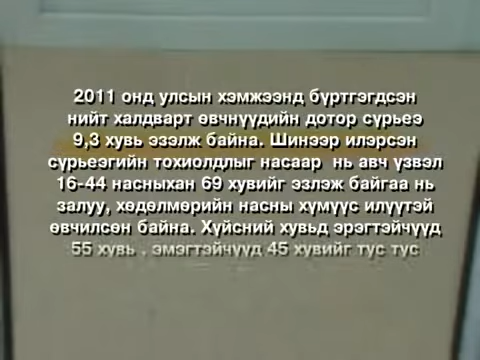 2011 онд улсын хэмжээнд бүртгэгдсэн
нийт халдварт өвчнүүдийн дотор сүрьеэ
9,3 хувь эзэлж байна. Шинээр илэрсэн
сүрьеэгийн тохиолдлыг насаар нь авч үзвэл
16-44 насныхан 69 хувийг эзлэж байгаа нь
залуу, хөдөлмөрийн насны хүмүүс илүүтэй
өвчилсөн байна. Хүйсний хувьд эрэгтэйчүүд
55 хувь . эмэгтэйчүүд 45 хувийг тус тус